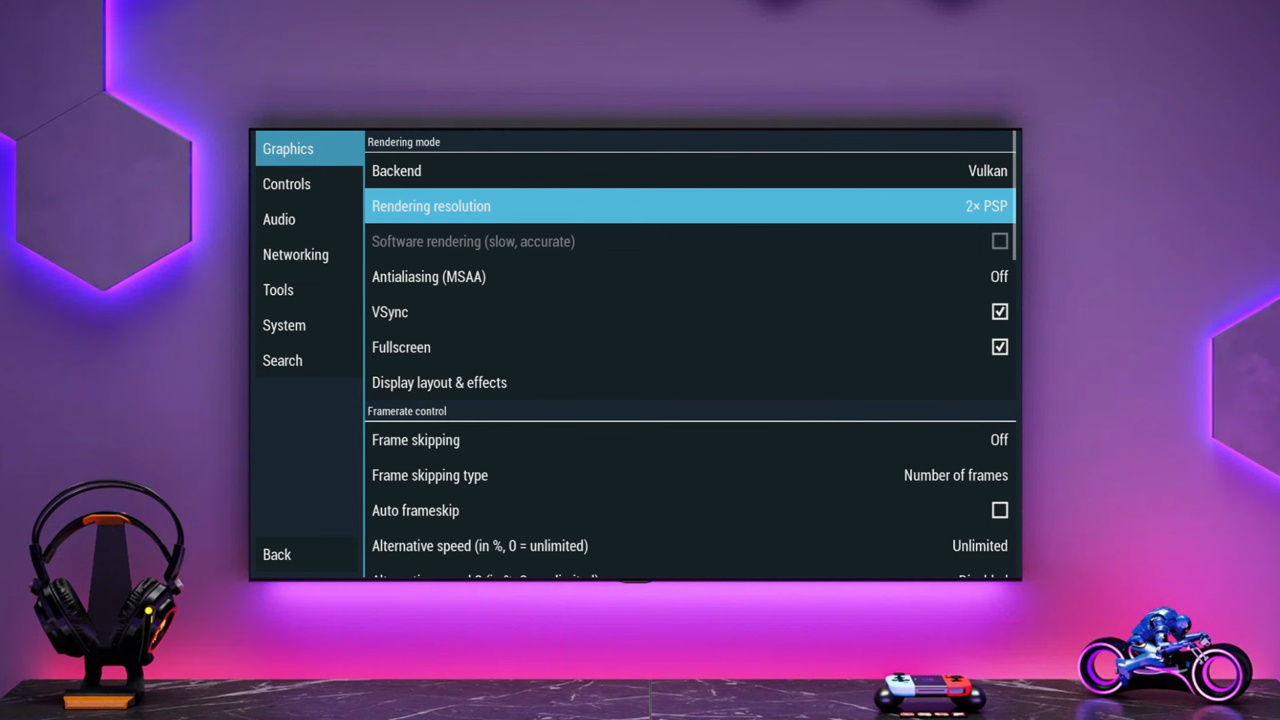 Graphics
Controls
Audio
Networking
Tools
System
Search
Back
Rendering mode
Backend Vulkan
Rendering resolution 2× PSP
Software rendering (slow, accurate)
Antialiasing (MSAA) Off
VSync
Fullscreen
Display layout & effects
Framerate control
Frame skipping Off
Frame skipping type Number of frames
Auto frameskip
Alternative speed (in %, 0 = unlimited) Unlimited